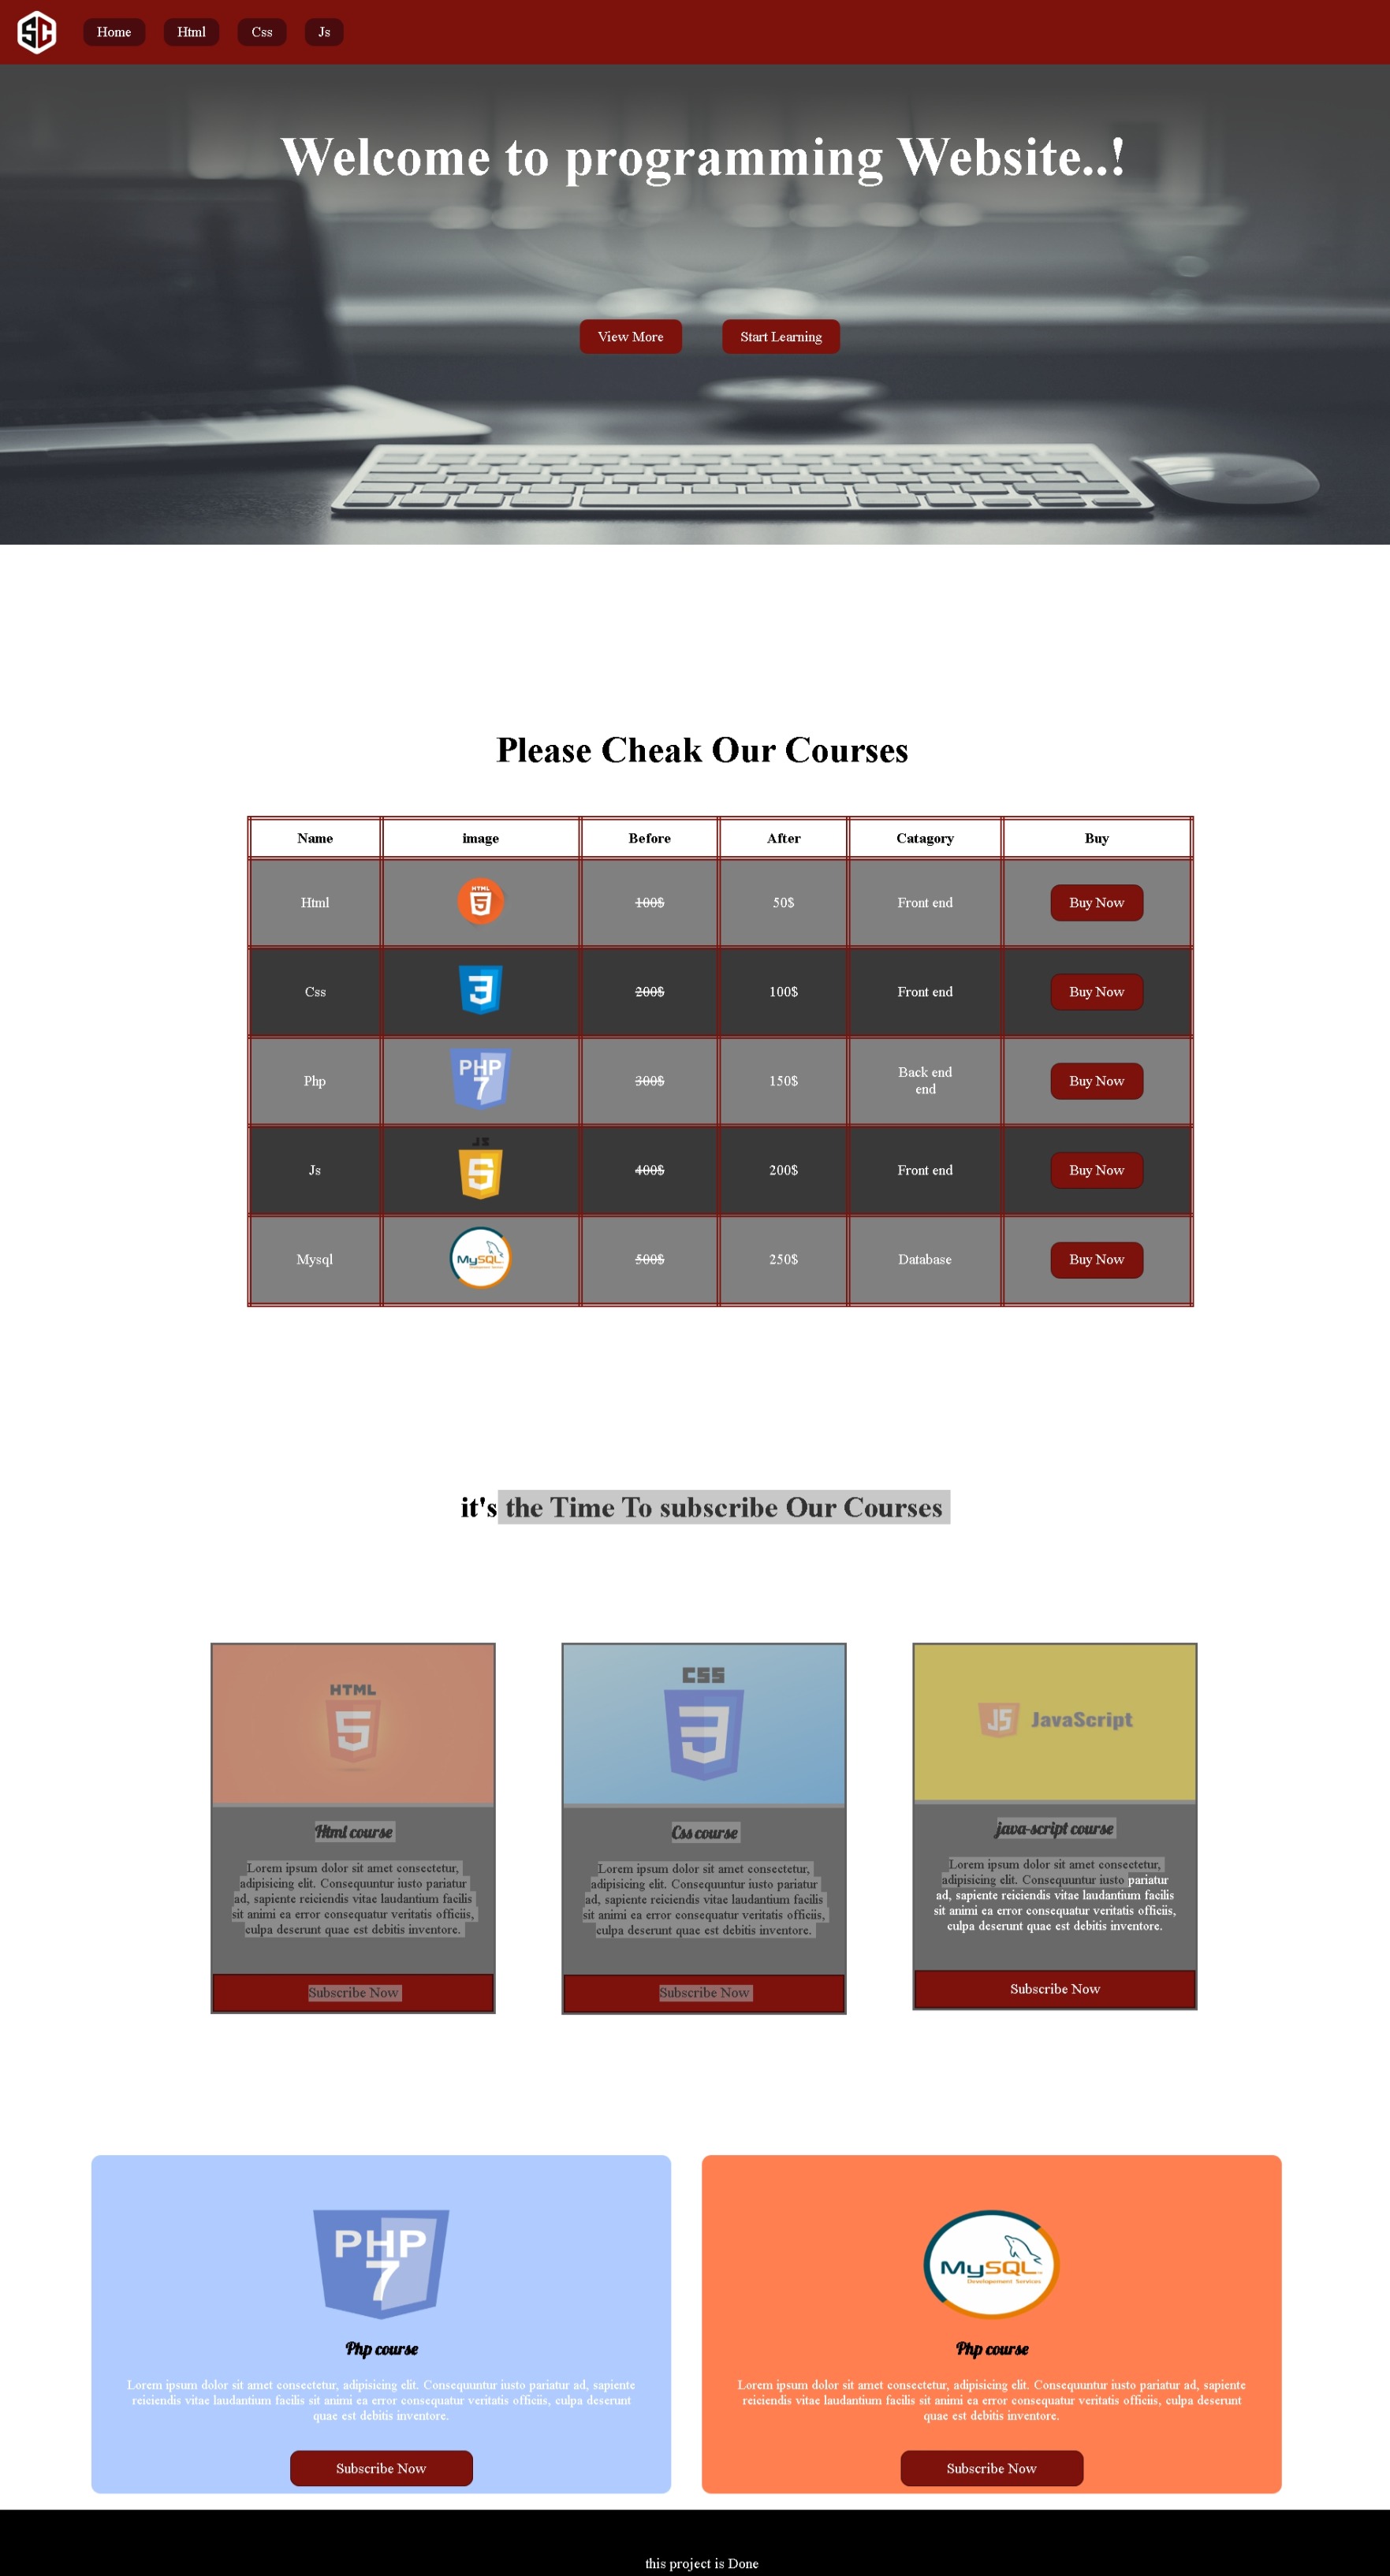 SC
Home Html Css Js
Welcome to programming Website..!
View More Start Learning
Please Cheak Our Courses
Name image Before After Catagory Buy
Html HTML 5 100$ 50$ Front end Buy Now
Css 3 200$ 100$ Front end Buy Now
Php PHP 7 300$ 150$ Back end
end Buy Now
Js JS 5 400$ 200$ Front end Buy Now
Mysql MySQL 500$ 250$ Database Buy Now
it's the Time To subscribe Our Courses
HTML
5
Html course
Lorem ipsum dolor sit amet consectetur,
adipisicing elit. Consequuntur iusto pariatur
ad, sapiente reiciendis vitae laudantium facilis
sit animi ea error consequatur veritatis officiis,
culpa deserunt quae est debitis inventore.
Subscribe Now
CSS
3
Css course
Lorem ipsum dolor sit amet consectetur,
adipisicing elit. Consequuntur iusto pariatur
ad, sapiente reiciendis vitae laudantium facilis
sit animi ea error consequatur veritatis officiis,
culpa deserunt quae est debitis inventore.
Subscribe Now
JS JavaScript
java-script course
Lorem ipsum dolor sit amet consectetur,
adipisicing elit. Consequuntur iusto pariatur
ad, sapiente reiciendis vitae laudantium facilis
sit animi ea error consequatur veritatis officiis,
culpa deserunt quae est debitis inventore.
Subscribe Now
PHP
7
Php course
Lorem ipsum dolor sit amet consectetur, adipisicing elit. Consequuntur iusto pariatur ad, sapiente
reiciendis vitae laudantium facilis sit animi ea error consequatur veritatis officiis, culpa deserunt
quae est debitis inventore.
Subscribe Now
MySQL
Developement Services
Php course
Lorem ipsum dolor sit amet consectetur, adipisicing elit. Consequuntur iusto pariatur ad, sapiente
reiciendis vitae laudantium facilis sit animi ea error consequatur veritatis officiis, culpa deserunt
quae est debitis inventore.
Subscribe Now
this project is Done